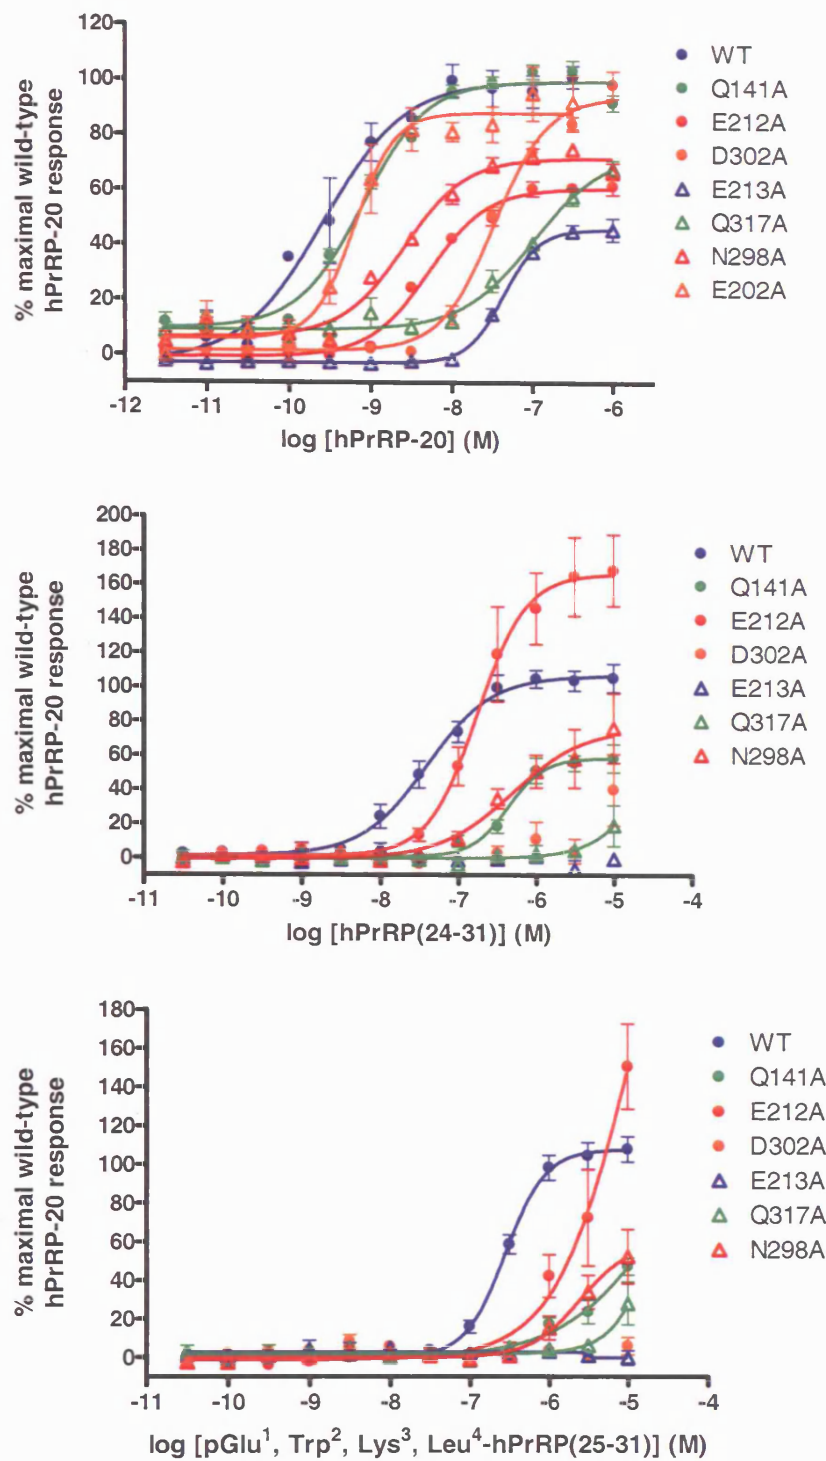 120
100
80
60
40
20
0
% maximal wild-type
hPrRP-20 response
-12 -11 -10 -9 -8 -7 -6
log [hPrRP-20] (M)
WT
Q141A
E212A
D302A
E213A
Q317A
N298A
E202A
200
180
160
140
120
100
80
60
40
20
0
% maximal wild-type
hPrRP-20 response
-11 -10 -9 -8 -7 -6 -5 -4
log [hPrRP(24-31)] (M)
WT
Q141A
E212A
D302A
E213A
Q317A
N298A
180
160
140
120
100
80
60
40
20
0
% maximal wild-type
hPrRP-20 response
-11 -10 -9 -8 -7 -6 -5 -4
log [pGlu¹, Trp², Lys³, Leu⁴-hPrRP(25-31)] (M)
WT
Q141A
E212A
D302A
E213A
Q317A
N298A